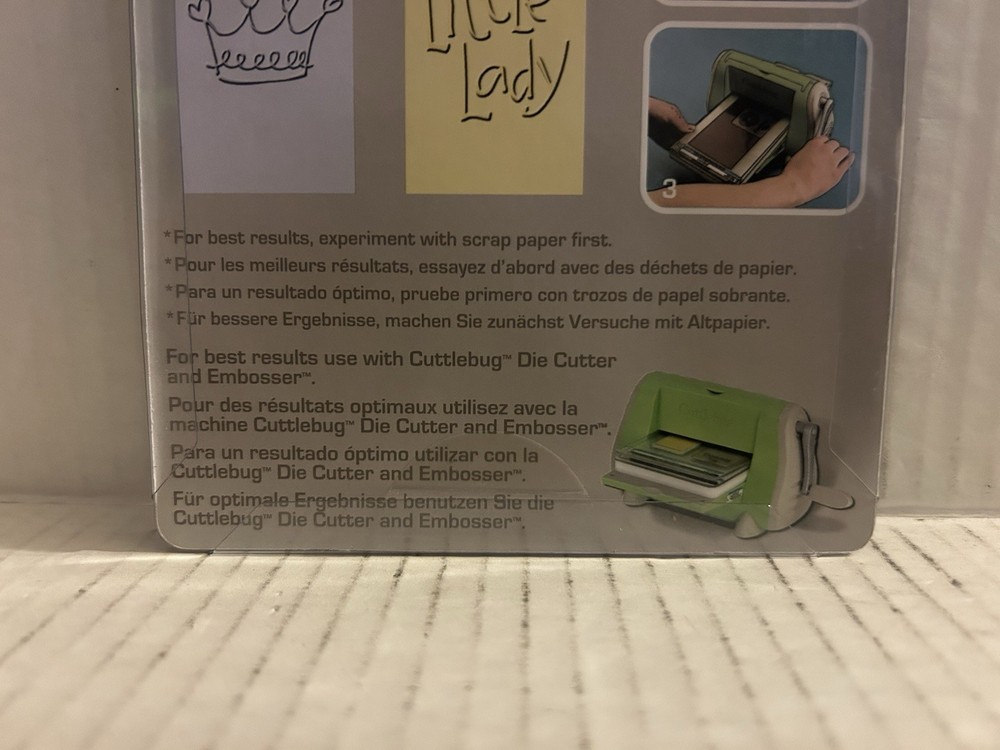 Little
Lady
3
*For best results, experiment with scrap paper first.
*Pour les meilleurs résultats, essayez d'abord avec des déchets de papier.
*Para un resultado óptimo, pruebe primero con trozos de papel sobrante.
*Für bessere Ergebnisse, machen Sie zunächst Versuche mit Altpapier.
For best results use with Cuttlebug™ Die Cutter
and Embosser™.
Pour des résultats optimaux utilisez avec la
machine Cuttlebug™ Die Cutter and Embosser™.
Para un resultado óptimo utilizar con la
Cuttlebug™ Die Cutter and Embosser™.
Für optimale Ergebnisse benutzen Sie die
Cuttlebug™ Die Cutter and Embosser™.